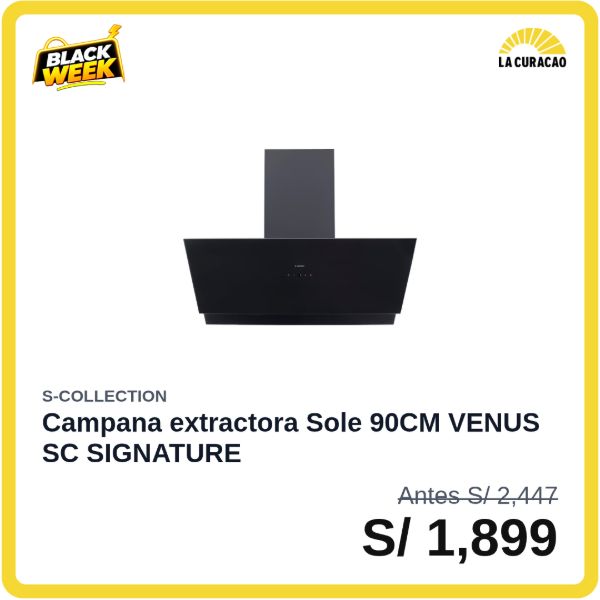 BLACK
WEEK
LA CURACAO
S-COLLECTION
Campana extractora Sole 90CM VENUS
SC SIGNATURE
Antes S/ 2,447
S/ 1,899